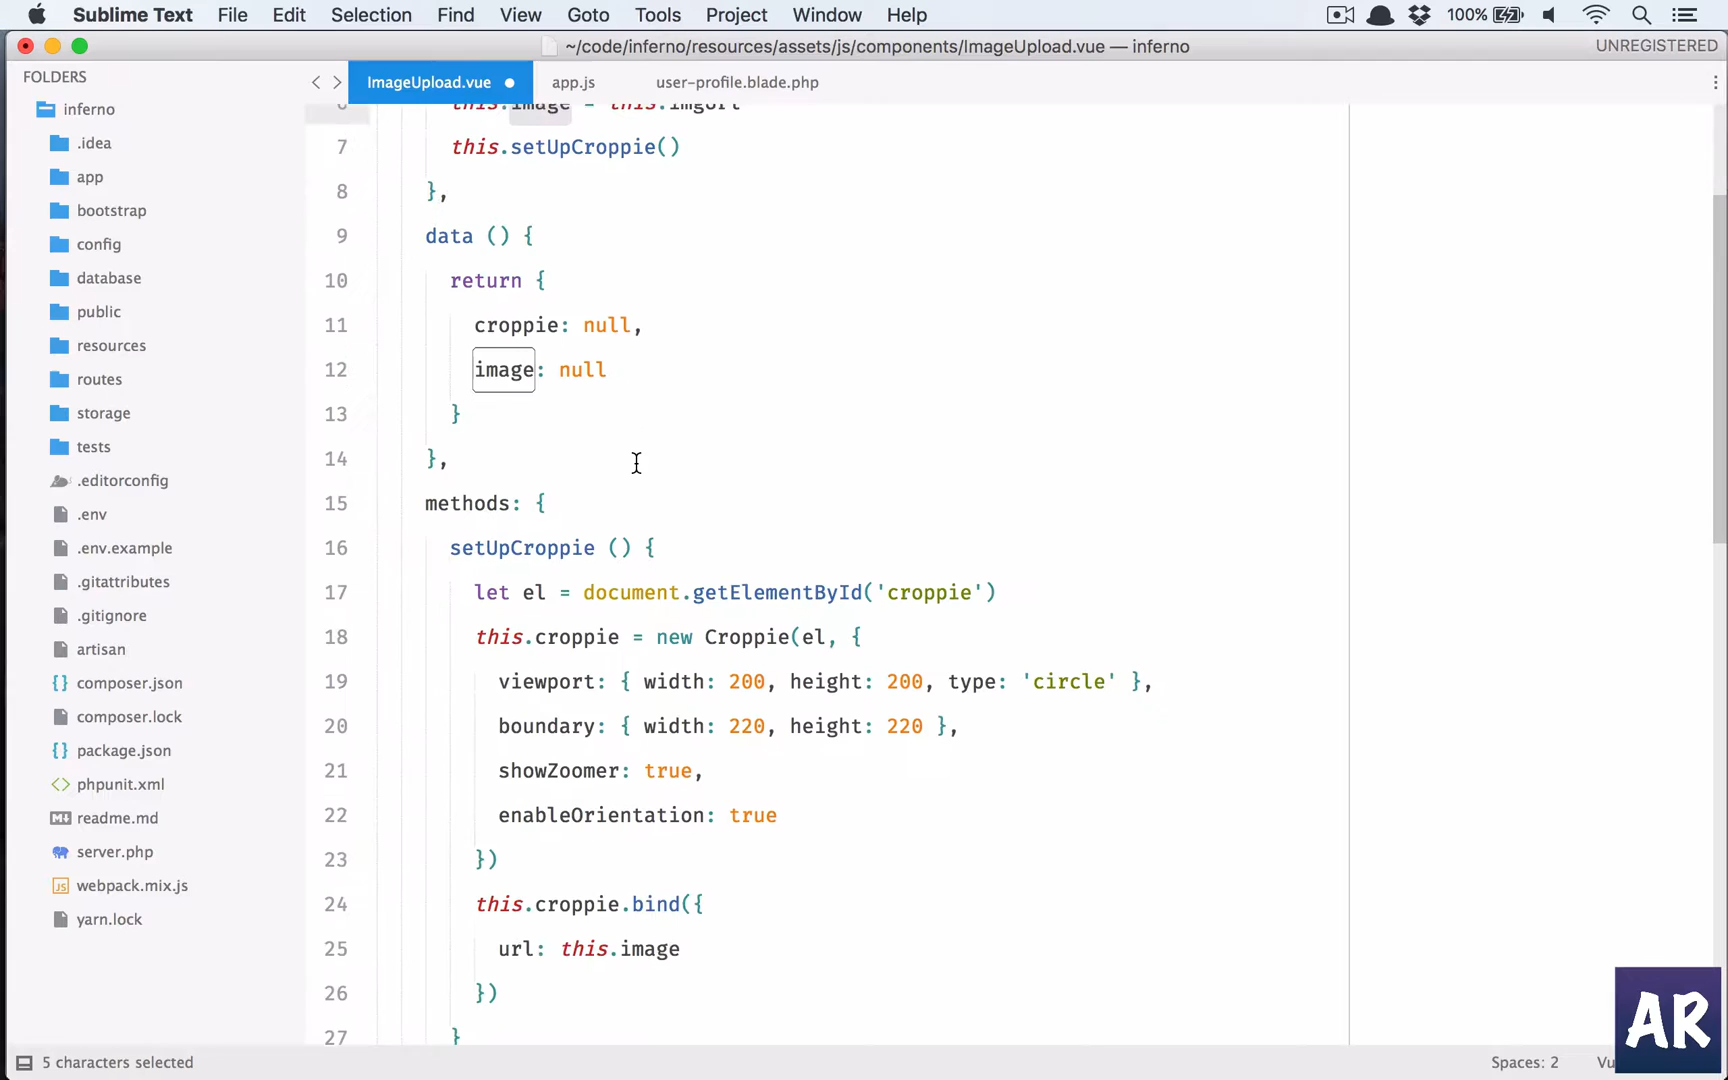 Sublime Text File Edit Selection Find View Goto Tools Project Window Help 100%
~/code/inferno/resources/assets/js/components/ImageUpload.vue — inferno UNREGISTERED
FOLDERS
ImageUpload.vue app.js user-profile.blade.php
inferno
.idea
app
bootstrap
config
database
public
resources
routes
storage
tests
.editorconfig
.env
.env.example
.gitattributes
.gitignore
artisan
composer.json
composer.lock
package.json
phpunit.xml
readme.md
server.php
webpack.mix.js
yarn.lock
6 this.image = this.imgort
7 this.setUpCroppie()
8 },
9 data () {
10 return {
11 croppie: null,
12 image: null
13 }
14 },
15 methods: {
16 setUpCroppie () {
17 let el = document.getElementById('croppie')
18 this.croppie = new Croppie(el, {
19 viewport: { width: 200, height: 200, type: 'circle' },
20 boundary: { width: 220, height: 220 },
21 showZoomer: true,
22 enableOrientation: true
23 })
24 this.croppie.bind({
25 url: this.image
26 })
27 }
5 characters selected Spaces: 2
AR